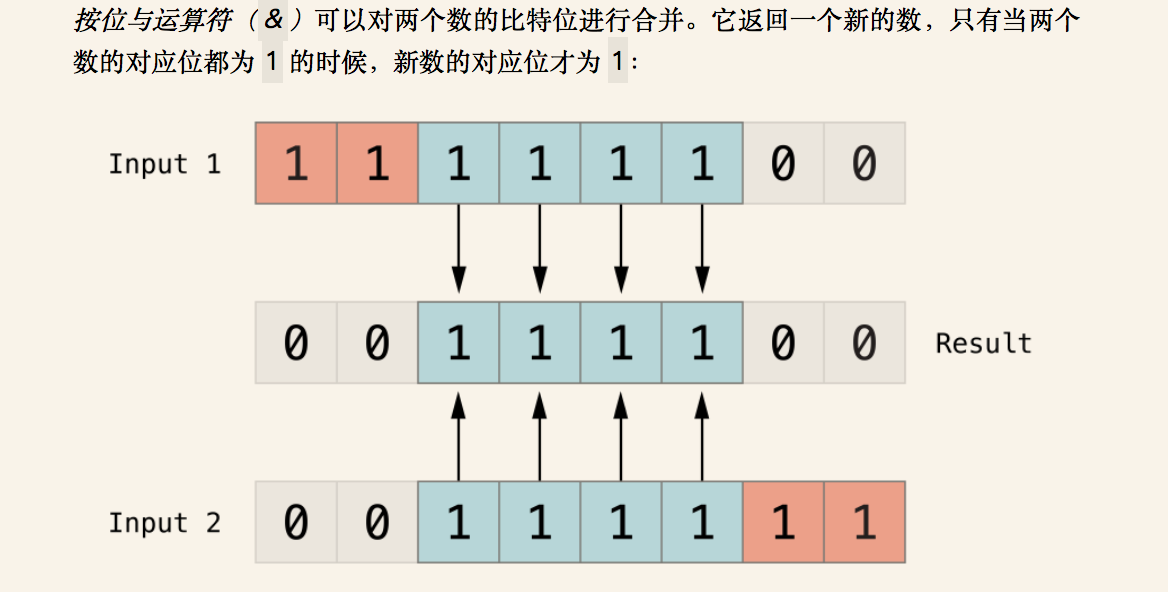 按位与运算符（&）可以对两个数的比特位进行合并。它返回一个新的数，只有当两个
数的对应位都为 1 的时候，新数的对应位才为 1：
Input 1 1 1 1 1 1 1 0 0
0 0 1 1 1 1 0 0 Result
Input 2 0 0 1 1 1 1 1 1